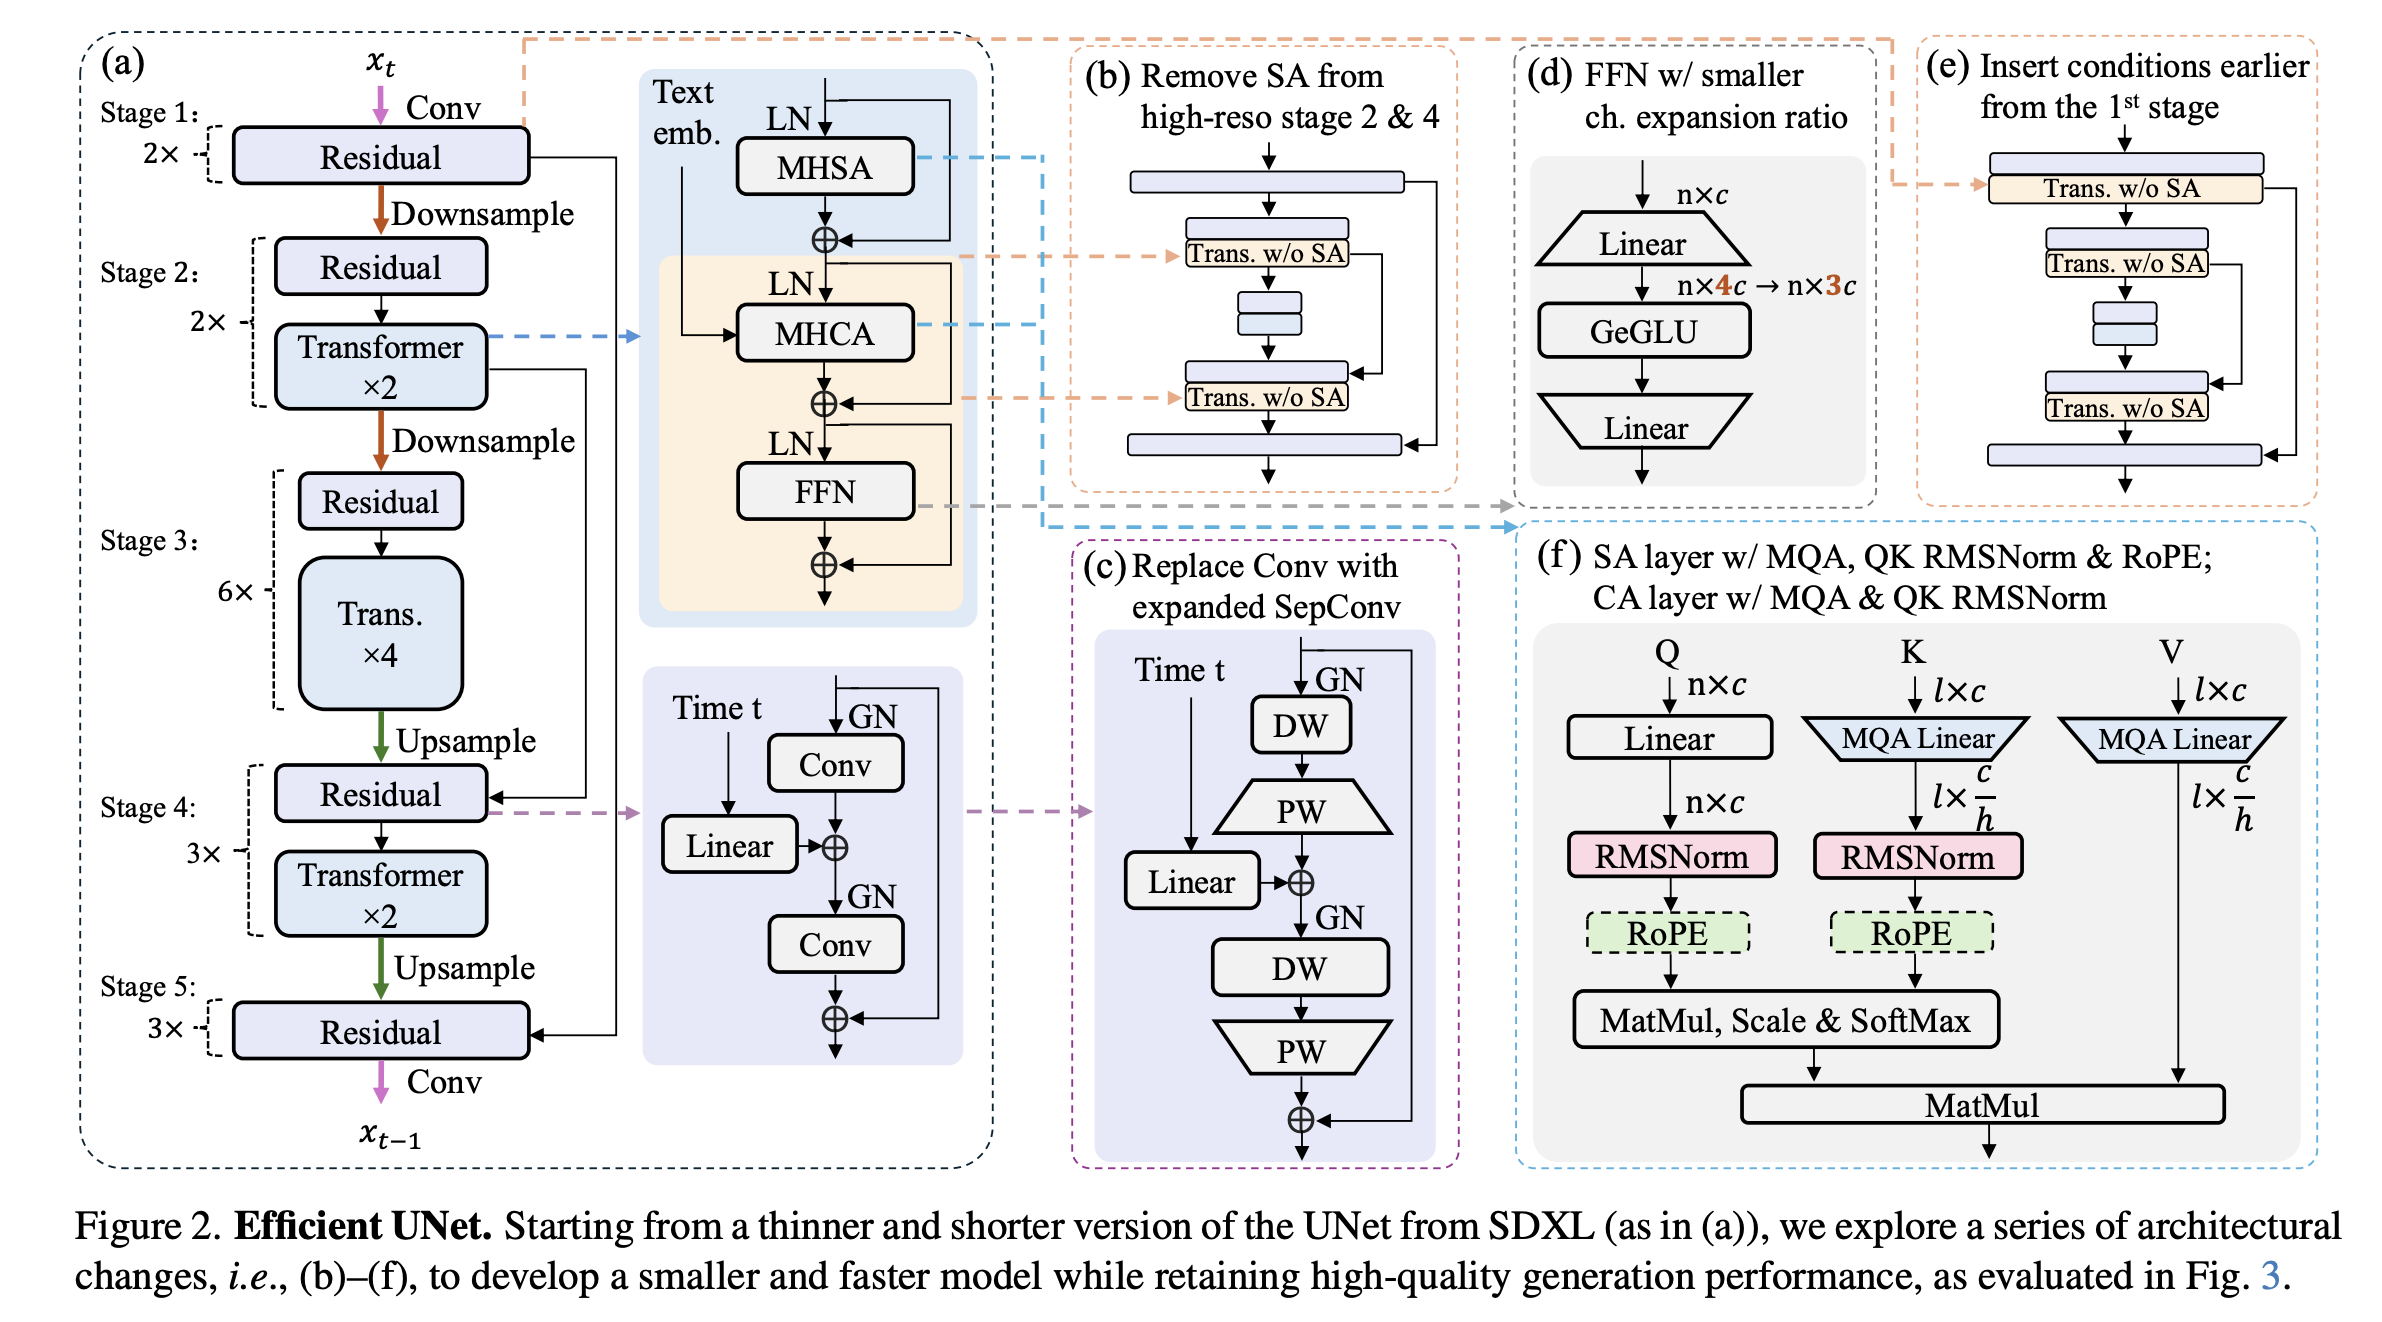 (a)
x_t
Conv
Stage 1:
2×
Residual
Downsample
Stage 2:
2×
Residual
Transformer
×2
Downsample
Stage 3:
6×
Residual
Trans.
×4
Upsample
Stage 4:
3×
Residual
Transformer
×2
Upsample
Stage 5:
3×
Residual
Conv
x_{t−1}
Text
emb.
LN
MHSA
LN
MHCA
LN
FFN
Time t
GN
Conv
Linear
GN
Conv
(b) Remove SA from
high-reso stage 2 & 4
Trans. w/o SA
Trans. w/o SA
(c) Replace Conv with
expanded SepConv
Time t
GN
DW
PW
Linear
GN
DW
PW
(d) FFN w/ smaller
ch. expansion ratio
n×c
Linear
n×4c → n×3c
GeGLU
Linear
(e) Insert conditions earlier
from the 1st stage
Trans. w/o SA
Trans. w/o SA
Trans. w/o SA
(f) SA layer w/ MQA, QK RMSNorm & RoPE;
CA layer w/ MQA & QK RMSNorm
Q K V
n×c l×c l×c
Linear MQA Linear MQA Linear
n×c l×c/h l×c/h
RMSNorm RMSNorm
RoPE RoPE
MatMul, Scale & SoftMax
MatMul
Figure 2. Efficient UNet. Starting from a thinner and shorter version of the UNet from SDXL (as in (a)), we explore a series of architectural
changes, i.e., (b)–(f), to develop a smaller and faster model while retaining high-quality generation performance, as evaluated in Fig. 3.